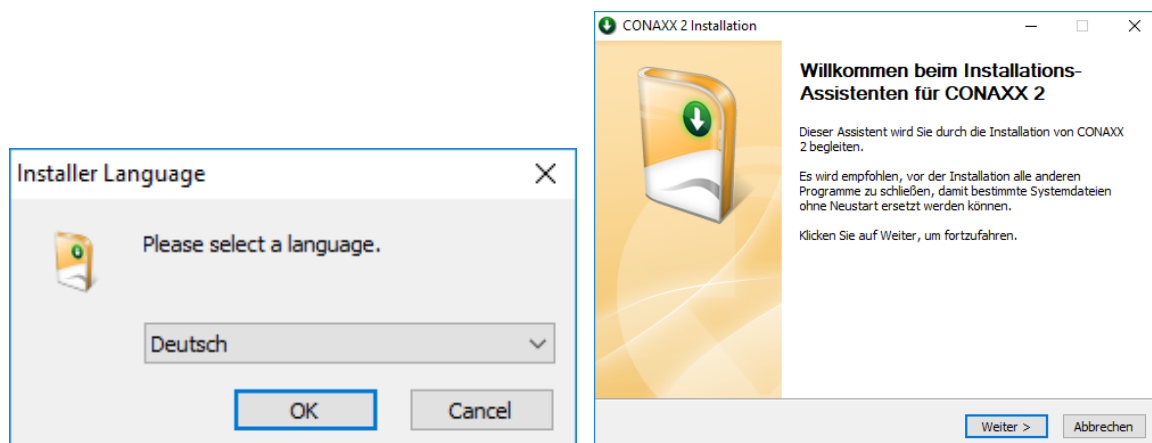 Installer Language
Please select a language.
Deutsch
OK
Cancel
CONAXX 2 Installation
Willkommen beim Installations-
Assistenten für CONAXX 2
Dieser Assistent wird Sie durch die Installation von CONAXX
2 begleiten.
Es wird empfohlen, vor der Installation alle anderen
Programme zu schließen, damit bestimmte Systemdateien
ohne Neustart ersetzt werden können.
Klicken Sie auf Weiter, um fortzufahren.
Weiter >
Abbrechen